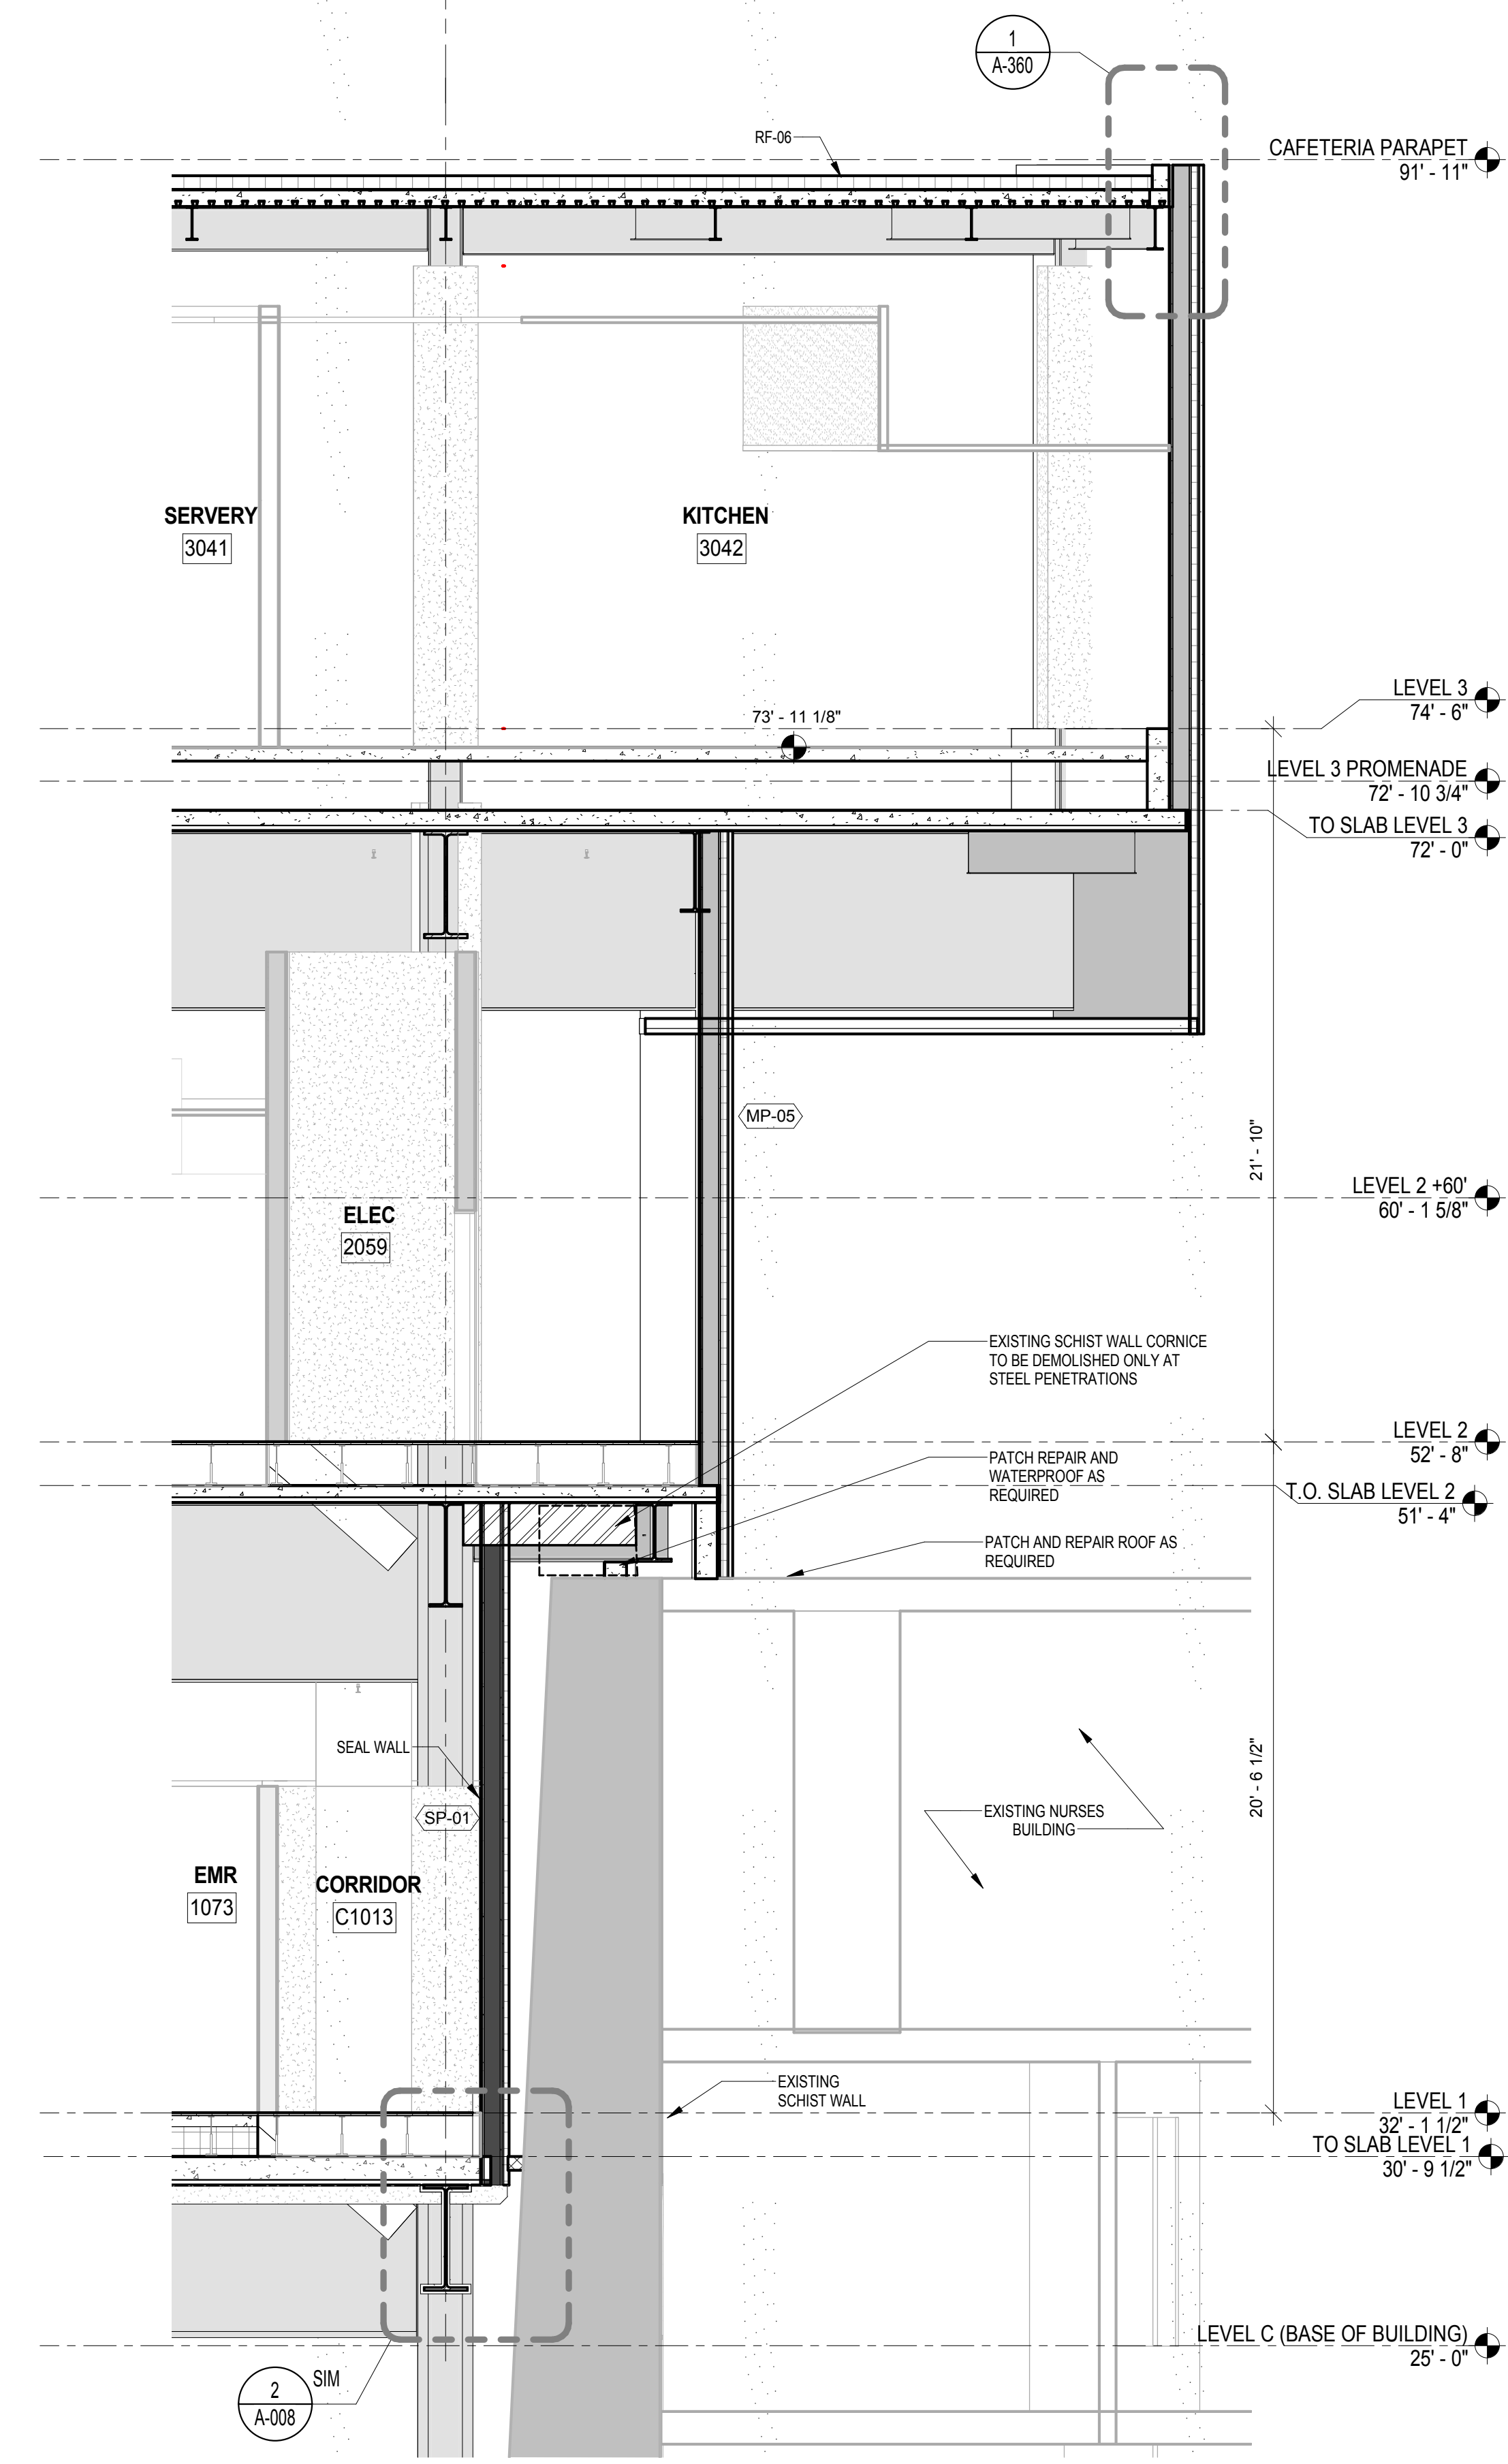 1
A-360
RF-06
CAFETERIA PARAPET
91' - 11"
SERVERY
3041
KITCHEN
3042
LEVEL 3
74' - 6"
73' - 11 1/8"
LEVEL 3 PROMENADE
72' - 10 3/4"
TO SLAB LEVEL 3
72' - 0"
MP-05
21' - 10"
LEVEL 2 +60'
60' - 1 5/8"
ELEC
2059
EXISTING SCHIST WALL CORNICE
TO BE DEMOLISHED ONLY AT
STEEL PENETRATIONS
LEVEL 2
52' - 8"
PATCH REPAIR AND
WATERPROOF AS
REQUIRED
T.O. SLAB LEVEL 2
51' - 4"
PATCH AND REPAIR ROOF AS
REQUIRED
SEAL WALL
SP-01
20' - 6 1/2"
EXISTING NURSES
BUILDING
EMR
1073
CORRIDOR
C1013
EXISTING
SCHIST WALL
LEVEL 1
32' - 1 1/2"
TO SLAB LEVEL 1
30' - 9 1/2"
LEVEL C (BASE OF BUILDING)
25' - 0"
2
A-008
SIM